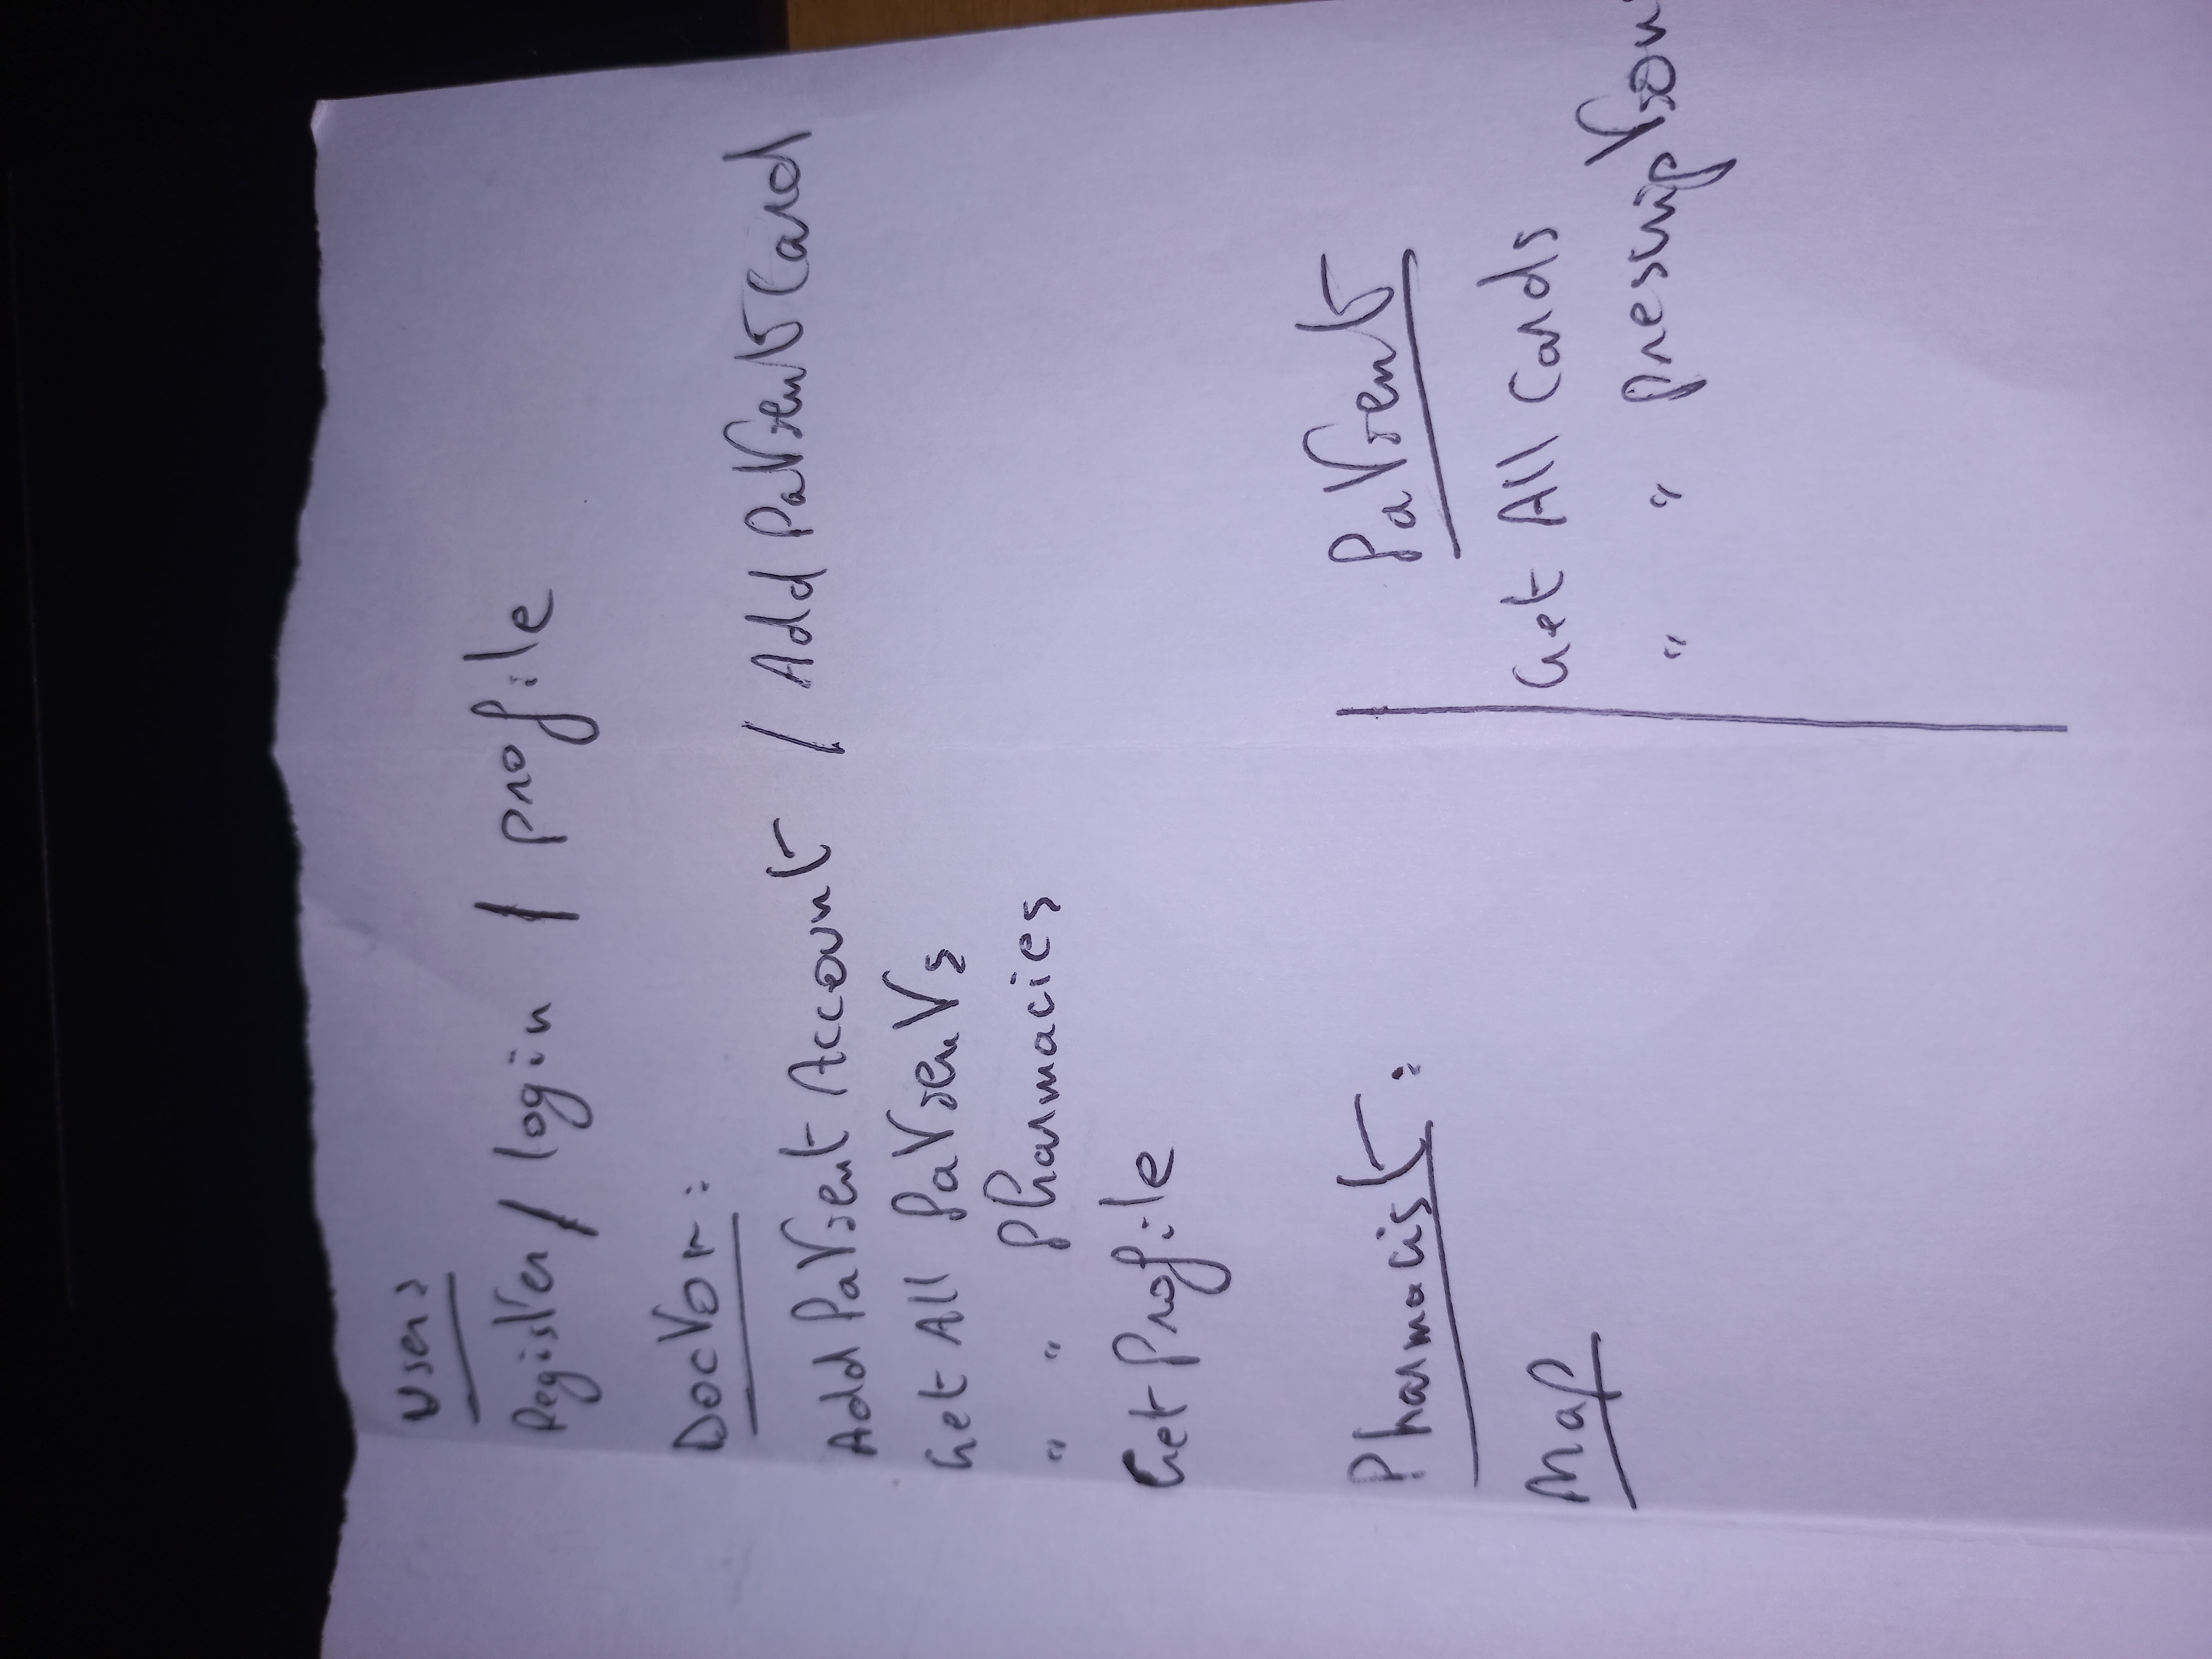 Users
Register / login / profile
Doctor:
Add Patient Account / Add Patient Card
Get All Patients
" " Pharmacies
Get Profile
Pharmacist:
Map
Patient
Get All Cards
" " prescription